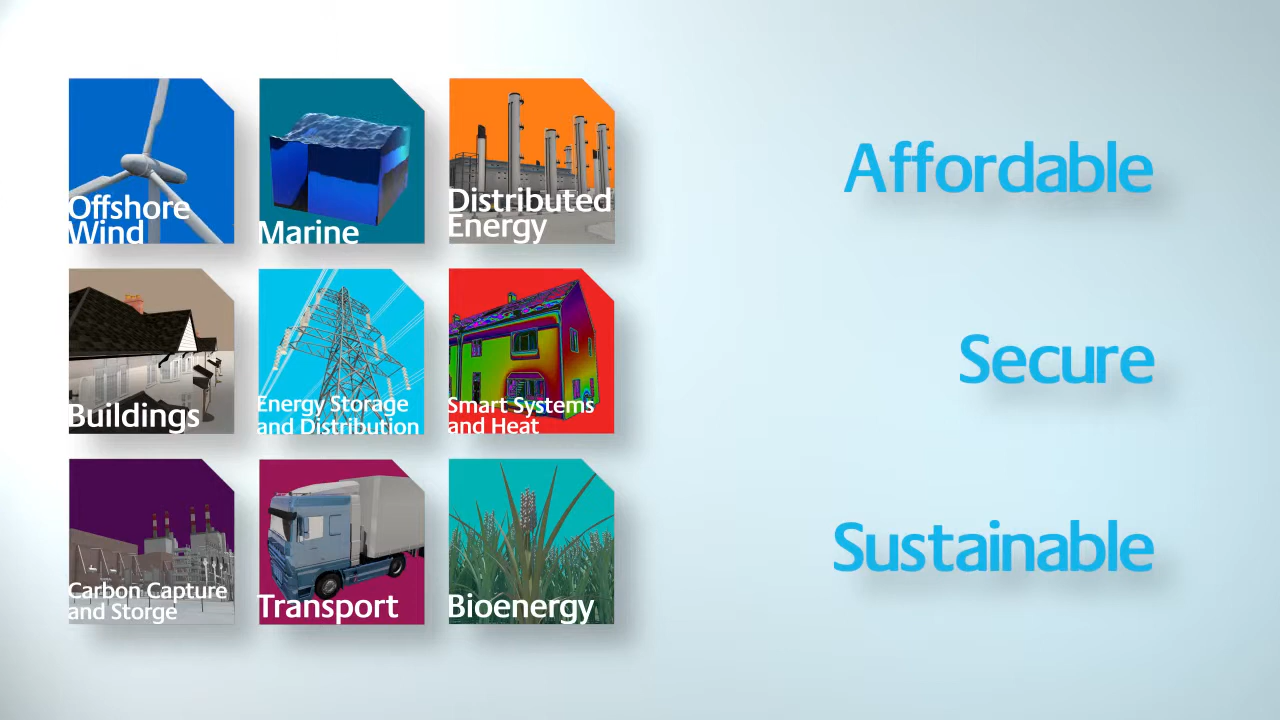 Offshore
Wind
Marine
Distributed
Energy
Buildings
Energy Storage
and Distribution
Smart Systems
and Heat
Carbon Capture
and Storge
Transport
Bioenergy
Affordable
Secure
Sustainable